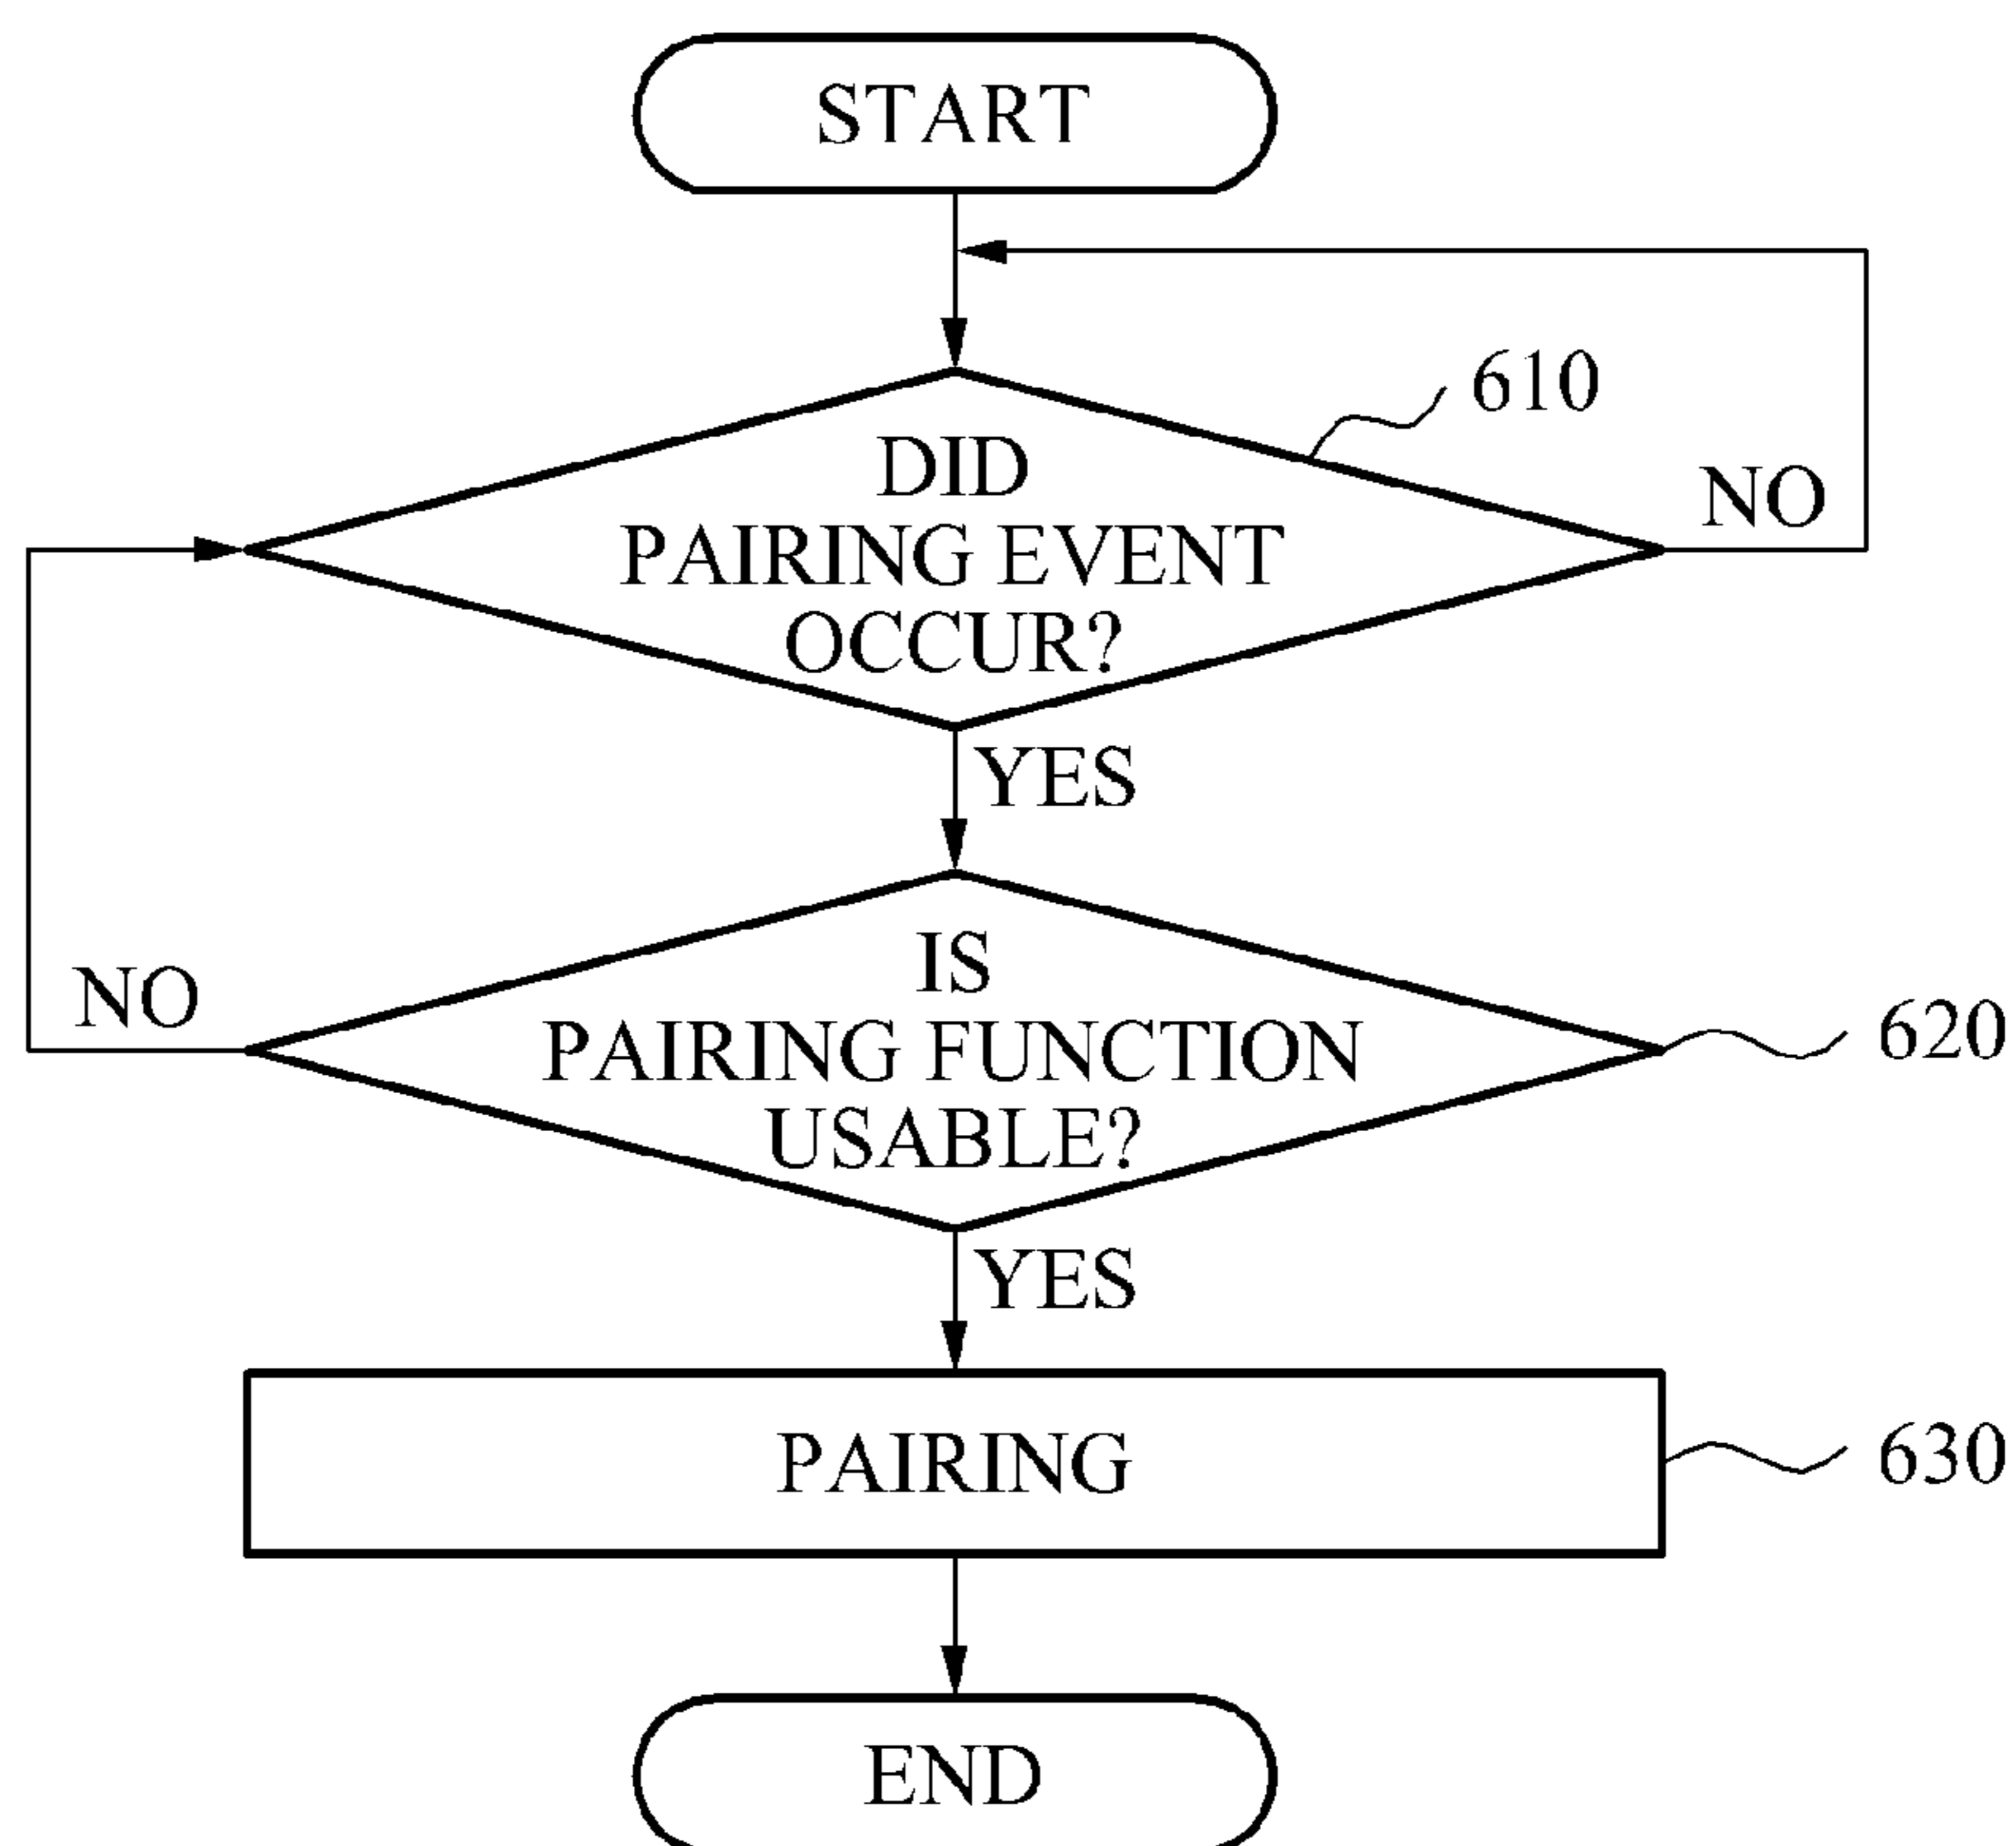 START
610
DID
PAIRING EVENT
OCCUR?
NO
YES
IS
PAIRING FUNCTION
USABLE?
NO
620
YES
PAIRING
630
END